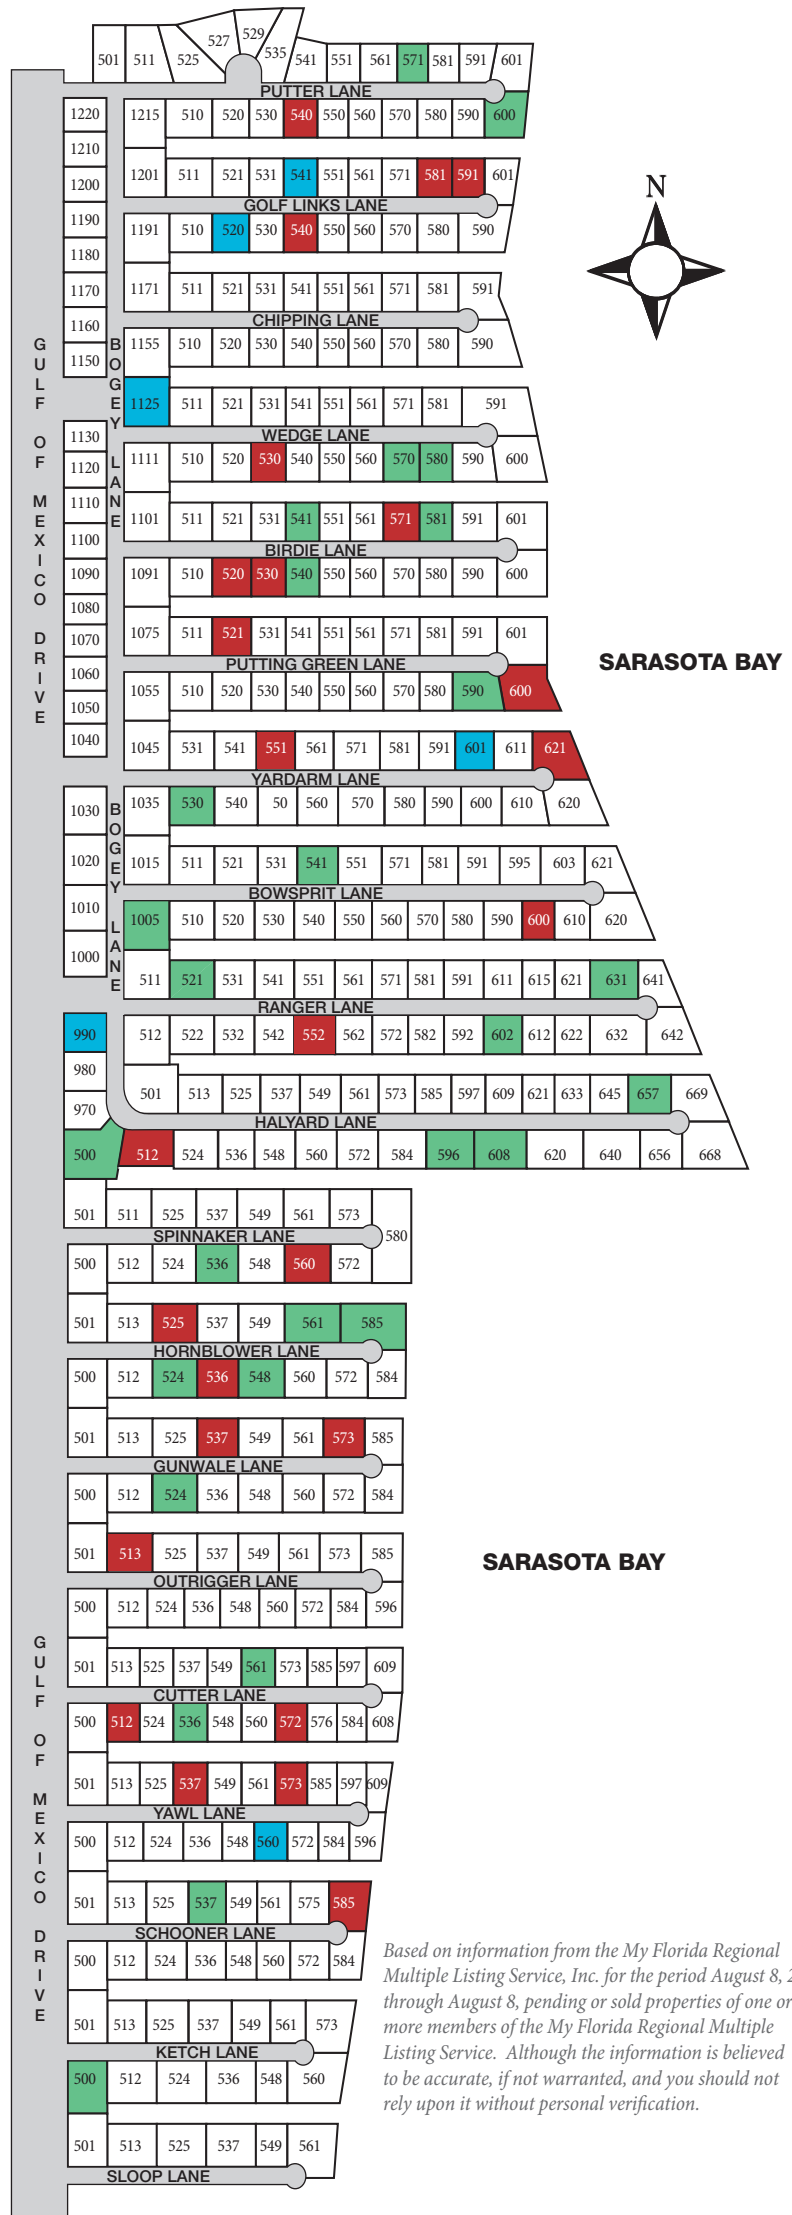 527 529
501 511 525 535 541 551 561 571 581 591 601
PUTTER LANE
1220 1215 510 520 530 540 550 560 570 580 590 600
1210
1200 1201 511 521 531 541 551 561 571 581 591 601
GOLF LINKS LANE
1190 1191 510 520 530 540 550 560 570 580 590
1180
1170 1171 511 521 531 541 551 561 571 581 591
CHIPPING LANE
1160
1150 1155 510 520 530 540 550 560 570 580 590
1125 511 521 531 541 551 561 571 581 591
WEDGE LANE
1130
1120 1111 510 520 530 540 550 560 570 580 590 600
1110
1100 1101 511 521 531 541 551 561 571 581 591 601
BIRDIE LANE
1090 1091 510 520 530 540 550 560 570 580 590 600
1080
1070 1075 511 521 531 541 551 561 571 581 591 601
PUTTING GREEN LANE
1060
1050 1055 510 520 530 540 550 560 570 580 590 600
1040 1045 531 541 551 561 571 581 591 601 611 621
YARDARM LANE
1030 1035 530 540 50 560 570 580 590 600 610 620
1020 1015 511 521 531 541 551 571 581 591 595 603 621
BOWSPRIT LANE
1010 1005 510 520 530 540 550 560 570 580 590 600 610 620
1000
511 521 531 541 551 561 571 581 591 611 615 621 631 641
RANGER LANE
990 512 522 532 542 552 562 572 582 592 602 612 622 632 642
980
970 501 513 525 537 549 561 573 585 597 609 621 633 645 657 669
HALYARD LANE
500 512 524 536 548 560 572 584 596 608 620 640 656 668
GULF OF MEXICO DRIVE
BOGEY LANE
BOGEY LANE
N
SARASOTA BAY
501 511 525 537 549 561 573 580
SPINNAKER LANE
500 512 524 536 548 560 572
501 513 525 537 549 561 585
HORNBLOWER LANE
500 512 524 536 548 560 572 584
501 513 525 537 549 561 573 585
GUNWALE LANE
500 512 524 536 548 560 572 584
501 513 525 537 549 561 573 585
OUTRIGGER LANE
500 512 524 536 548 560 572 584 596
501 513 525 537 549 561 573 585 597 609
CUTTER LANE
500 512 524 536 548 560 572 576 584 608
501 513 525 537 549 561 573 585 597 609
YAWL LANE
500 512 524 536 548 560 572 584 596
501 513 525 537 549 561 575 585
SCHOONER LANE
500 512 524 536 548 560 572 584
501 513 525 537 549 561 573
KETCH LANE
500 512 524 536 548 560
501 513 525 537 549 561
SLOOP LANE
GULF OF MEXICO DRIVE
SARASOTA BAY
Based on information from the My Florida Regional
Multiple Listing Service, Inc. for the period August 8, 2
through August 8, pending or sold properties of one or
more members of the My Florida Regional Multiple
Listing Service. Although the information is believed
to be accurate, if not warranted, and you should not
rely upon it without personal verification.